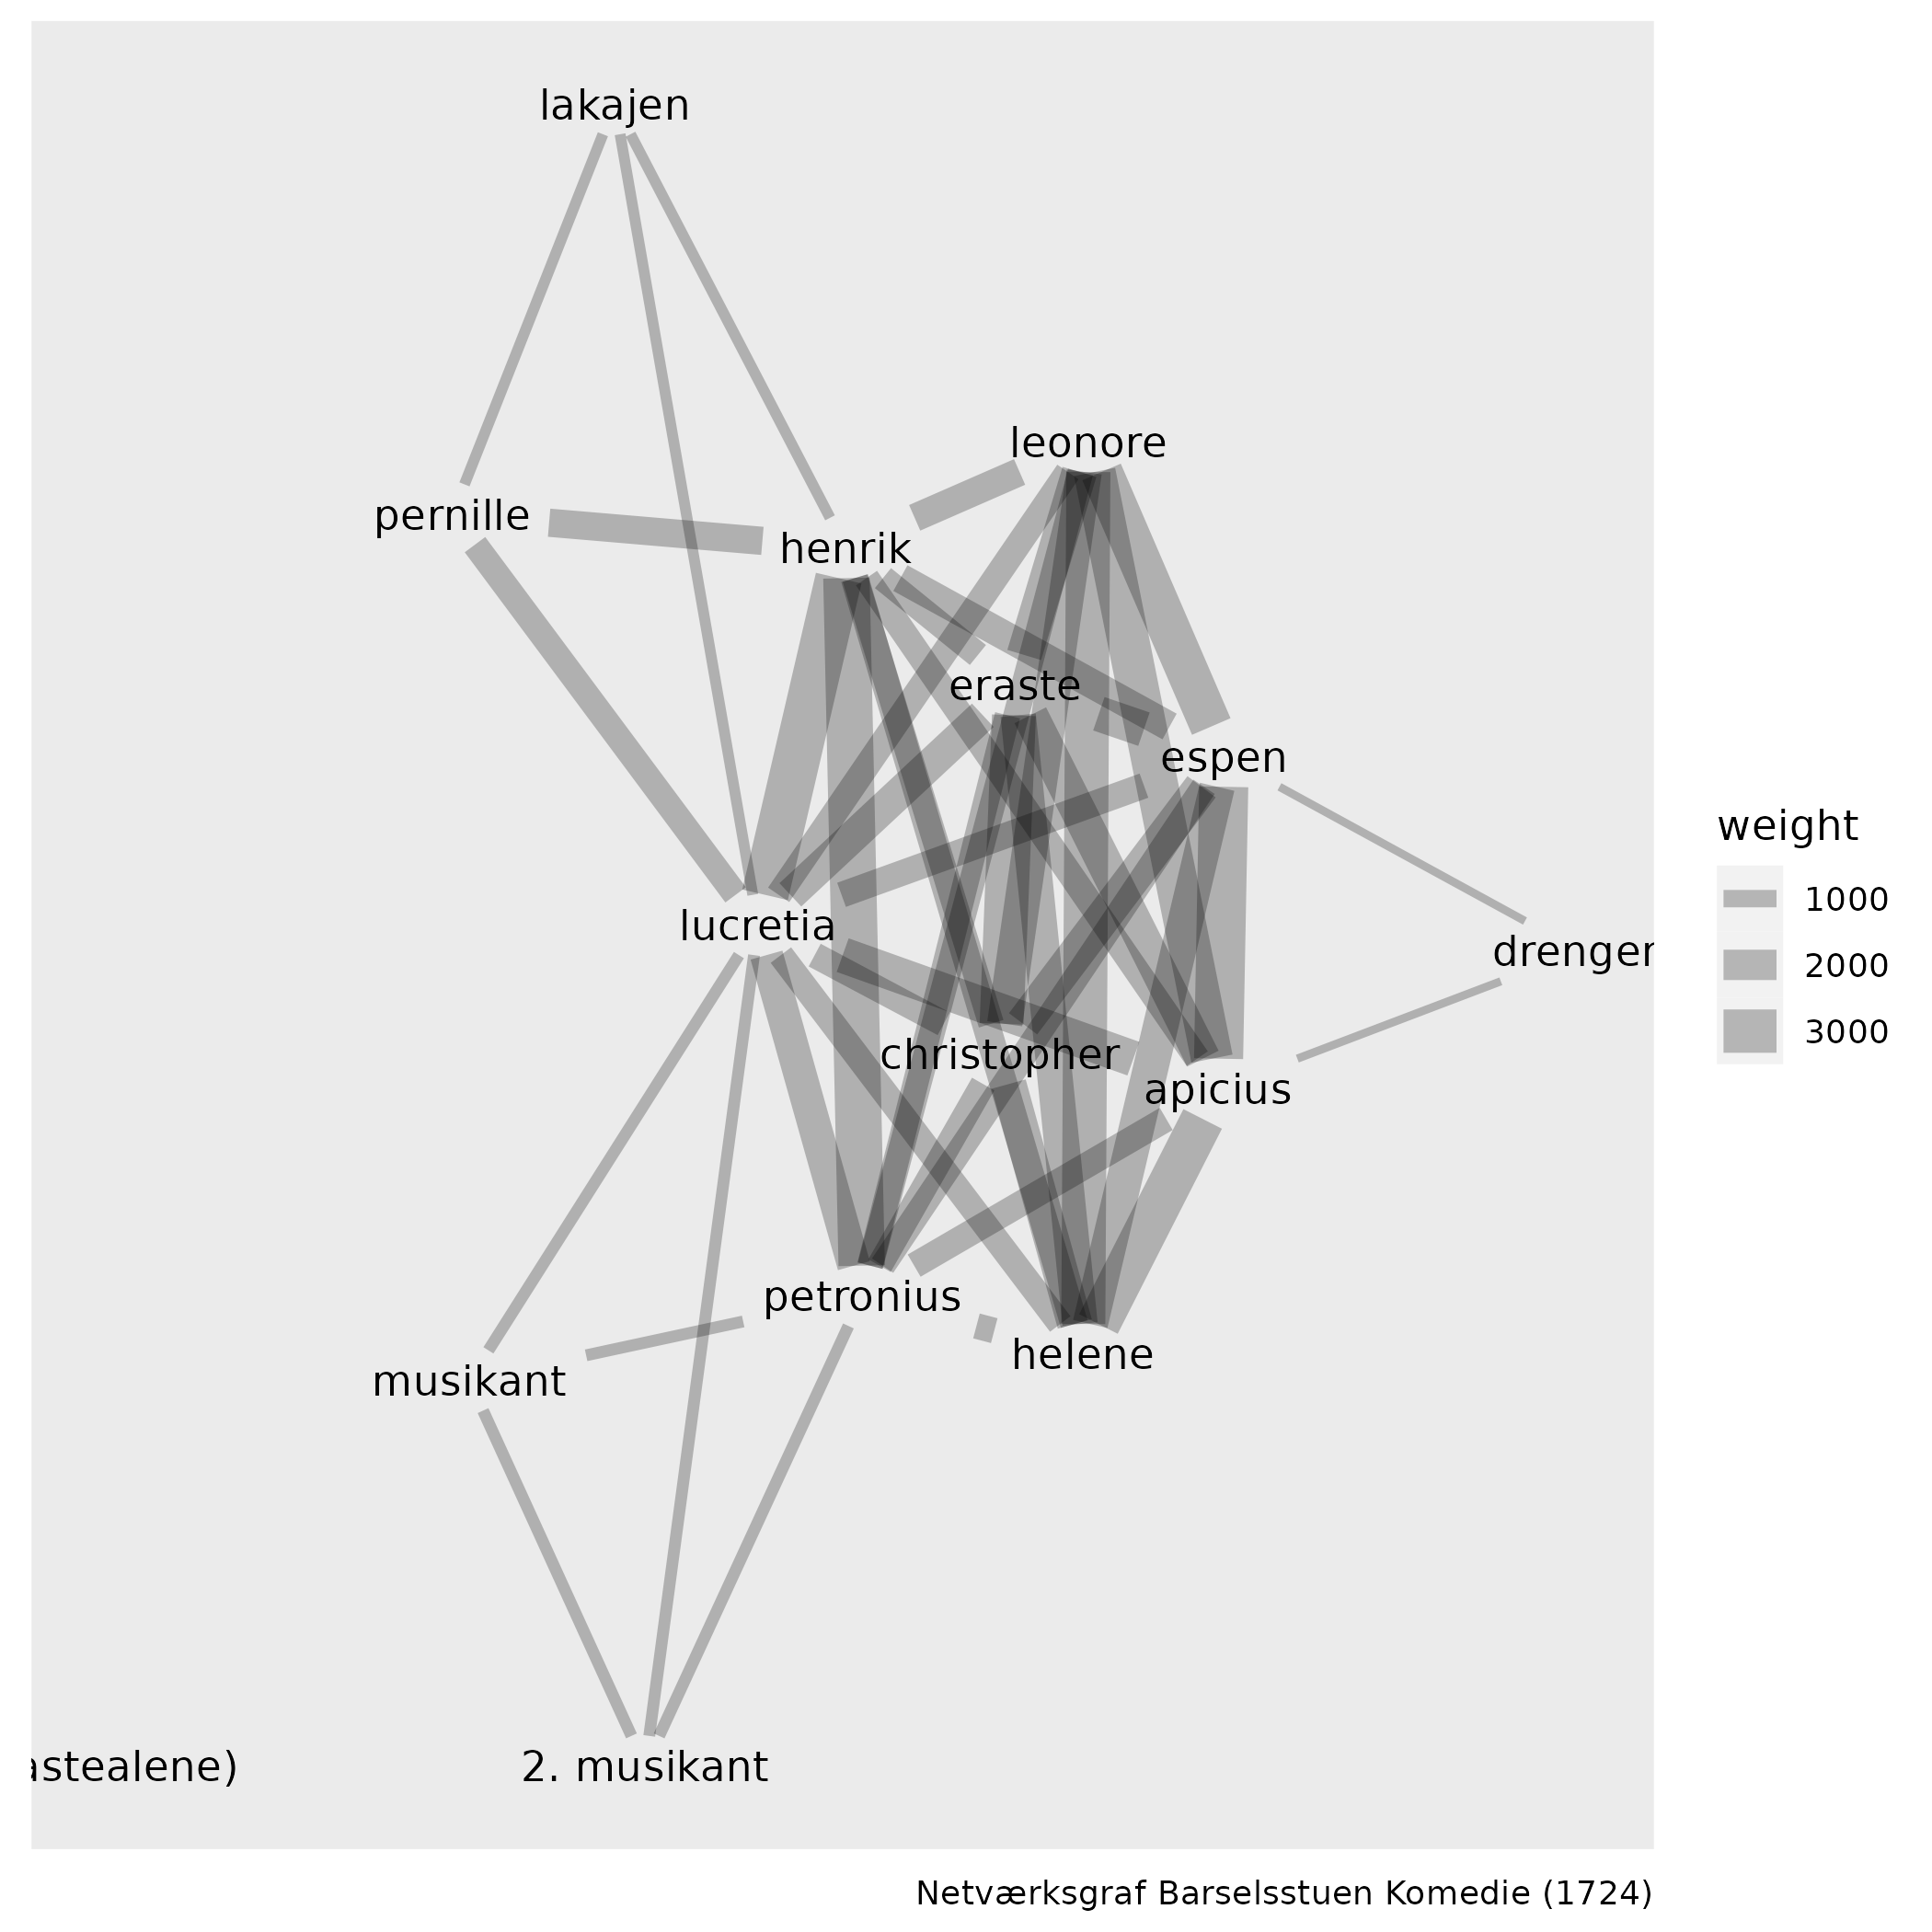 lakajen
leonore
pernille
henrik
eraste
espen
weight
1000
lucretia
drengen
2000
3000
christopher
apicius
petronius
helene
musikant
astealene)
2. musikant
Netværksgraf Barselsstuen Komedie (1724)